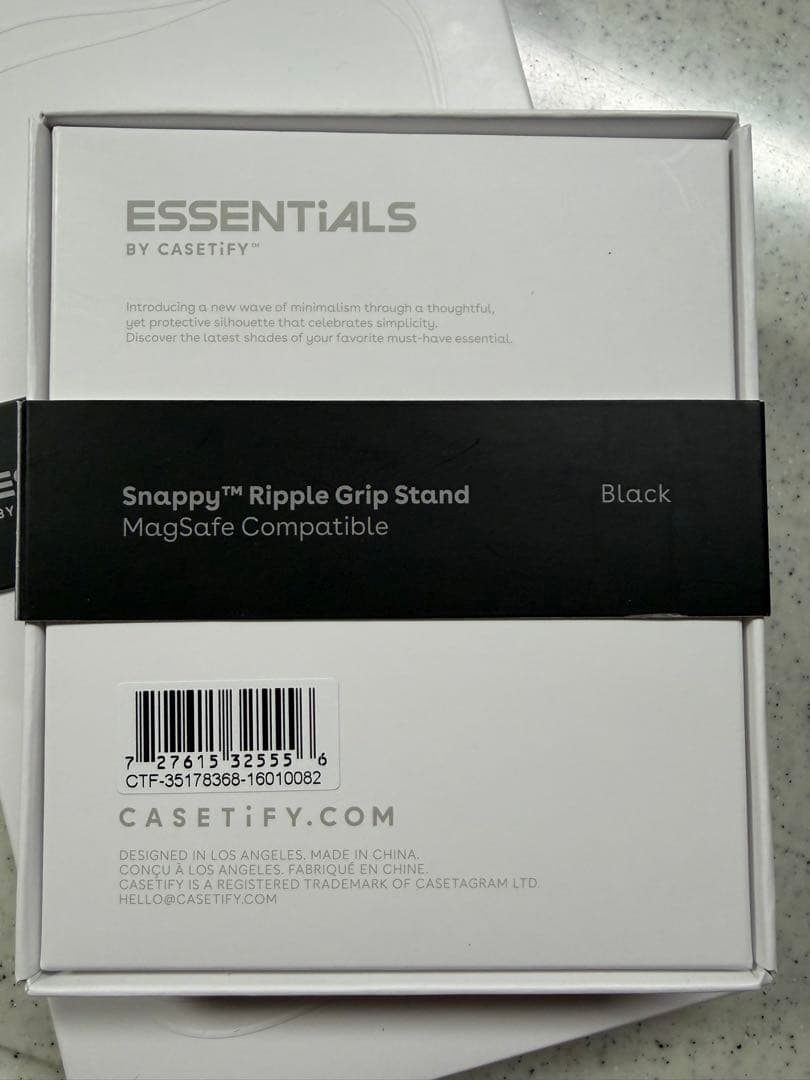 ESSENTiALS
BY CASETiFY™
Introducing a new wave of minimalism through a thoughtful,
yet protective silhouette that celebrates simplicity.
Discover the latest shades of your favorite must-have essential.
Snappy™ Ripple Grip Stand
Black
MagSafe Compatible
7 27615 32555 6
CTF-35178368-16010082
CASETiFY.COM
DESIGNED IN LOS ANGELES. MADE IN CHINA.
CONÇU À LOS ANGELES. FABRIQUÉ EN CHINE.
CASETIFY IS A REGISTERED TRADEMARK OF CASETAGRAM LTD.
HELLO@CASETIFY.COM